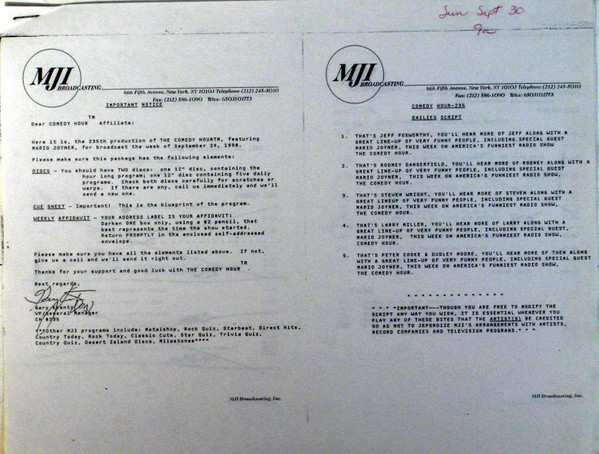 Sun Sept 30
9a
MJI
BROADCASTING
666 Fifth Avenue, New York, NY 10103 Telephone (212) 245-5010
Fax: (212) 586-1090 Telex: 6503101773
IMPORTANT NOTICE
TM
Dear COMEDY HOUR Affiliate:
Here it is, the 235th production of THE COMEDY HOURTM, featuring
MARIO JOYNER, for broadcast the week of September 24, 1990.
Please make sure this package has the following elements:
DISCS - You should have TWO discs: one 12" disc, containing the
hour long program; one 12" disc containing five daily
programs. Check both discs carefully for scratches or
warps. If there are any, call us immediately and we'll
send a new one.
CUE SHEET - Important! This is the blueprint of the program.
WEEKLY AFFIDAVIT - YOUR ADDRESS LABEL IS YOUR AFFIDAVIT!
Darken ONE box only, using a #2 pencil, that
best represents the time the show started.
Return PROMPTLY in the enclosed self-addressed
envelope.
Please make sure you have all the elements listed above. If not,
give us a call and we'll send it right out.
TM
Thanks for your support and good luck with THE COMEDY HOUR
Best regards,
Gary
VP/General Manager
***Other MJI programs include: Metalshop, Rock Quiz, Starbeat, Direct Hits,
Country Today, Rock Today, Classic Cuts, Star Quiz, Trivia Quiz,
Country Quiz, Desert Island Discs, Milestones****
MJI Broadcasting, Inc.
MJI
BROADCASTING
666 Fifth Avenue, New York, NY 10103 Telephone (212) 245-5010
Fax: (212) 586-1090 Telex: 6503101773
COMEDY HOUR-235
DAILIES SCRIPT
1. THAT'S JEFF FOXWORTHY, YOU'LL HEAR MORE OF JEFF ALONG WITH A
GREAT LINE-UP OF VERY FUNNY PEOPLE, INCLUDING SPECIAL GUEST
MARIO JOYNER, THIS WEEK ON AMERICA'S FUNNIEST RADIO SHOW
THE COMEDY HOUR.
2. THAT'S RODNEY DANGERFIELD, YOU'LL HEAR MORE OF RODNEY ALONG WITH
A GREAT LINEUP OF VERY FUNNY PEOPLE, INCLUDING SPECIAL GUEST
MARIO JOYNER, THIS WEEK ON AMERICA'S FUNNIEST RADIO SHOW,
THE COMEDY HOUR.
3. THAT'S STEVEN WRIGHT, YOU'LL HEAR MORE OF STEVEN ALONG WITH A
GREAT LINEUP OF VERY FUNNY PEOPLE, INCLUDING SPECIAL GUEST
MARIO JOYNER, THIS WEEK ON AMERICA'S FUNNIEST RADIO SHOW, THE
COMEDY HOUR.
4. THAT'S LARRY MILLER, YOU'LL HEAR MORE OF LARRY ALONG WITH A
GREAT LINE-UP OF VERY FUNNY PEOPLE, INCLUDING SPECIAL GUEST
MARIO JOYNER, THIS WEEK ON AMERICA'S FUNNIEST RADIO SHOW, THE
COMEDY HOUR.
5. THAT'S PETER COOKE & DUDLEY MOORE, YOU'LL HEAR MORE OF THEM ALONG
WITH A GREAT LINE-UP OF VERY FUNNY PEOPLE, INCLUDING SPECIAL GUEST
MARIO JOYNER, THIS WEEK ON AMERICA'S FUNNIEST RADIO SHOW
THE COMEDY HOUR.
* * * *IMPORTANT--THOUGH YOU ARE FREE TO MODIFY THE
SCRIPT ANY WAY YOU WISH, IT IS ESSENTIAL WHENEVER YOU
PLAY ANY OF THESE BITES THAT THE ARTIST(S) BE CREDITED
SO AS NOT TO JEPORDIZE MJI'S ARRANGEMENTS WITH ARTISTS,
RECORD COMPANIES AND TELEVISION PROGRAMS.* * *
MJI Broadcasting, Inc.